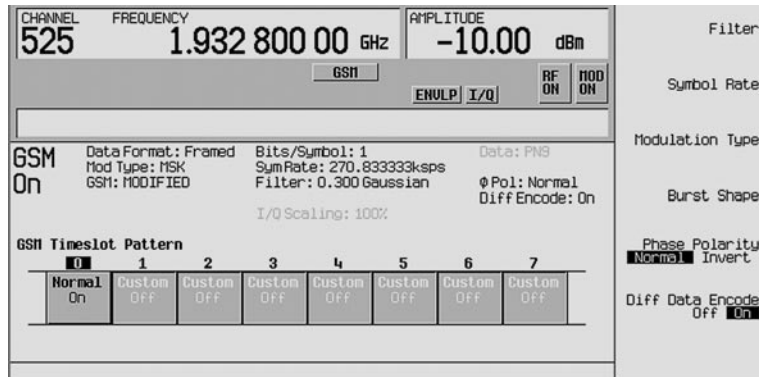 CHANNEL FREQUENCY AMPLITUDE
525 1.932 800 00 GHz -10.00 dBm
GSM
ENVLP I/Q RF ON MOD ON
GSM On
Data Format: Framed Bits/Symbol: 1 Data: PN9
Mod Type: MSK Sym Rate: 270.833333ksps
GSM: MODIFIED Filter: 0.300 Gaussian ϕ Pol: Normal
Diff Encode: On
I/Q Scaling: 100%
GSM Timeslot Pattern
0 1 2 3 4 5 6 7
Normal Custom Custom Custom Custom Custom Custom Custom
On Off Off Off Off Off Off Off
Filter
Symbol Rate
Modulation Type
Burst Shape
Phase Polarity
Normal Invert
Diff Data Encode
Off On